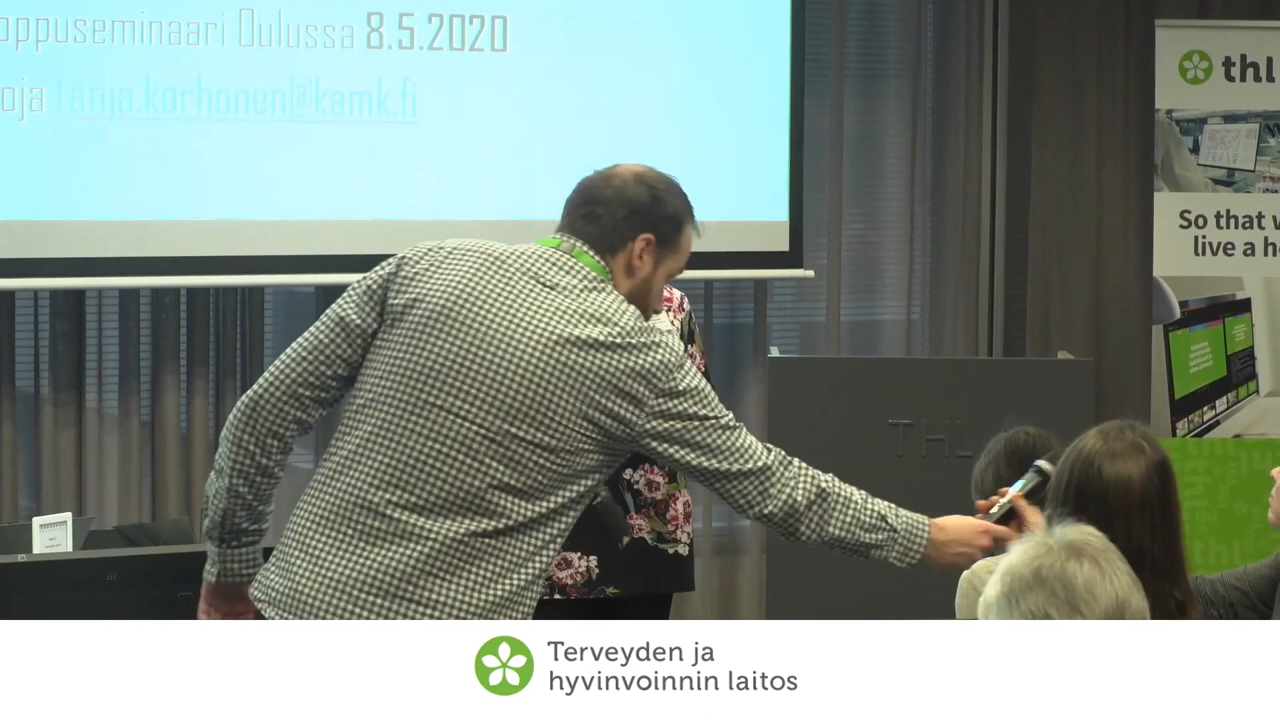 oppuseminaari Oulussa 8.5.2020
oja tanja.korhonen@kamk.fi
thl
So that w
live a he
THL
thl
Terveyden ja
hyvinvoinnin laitos